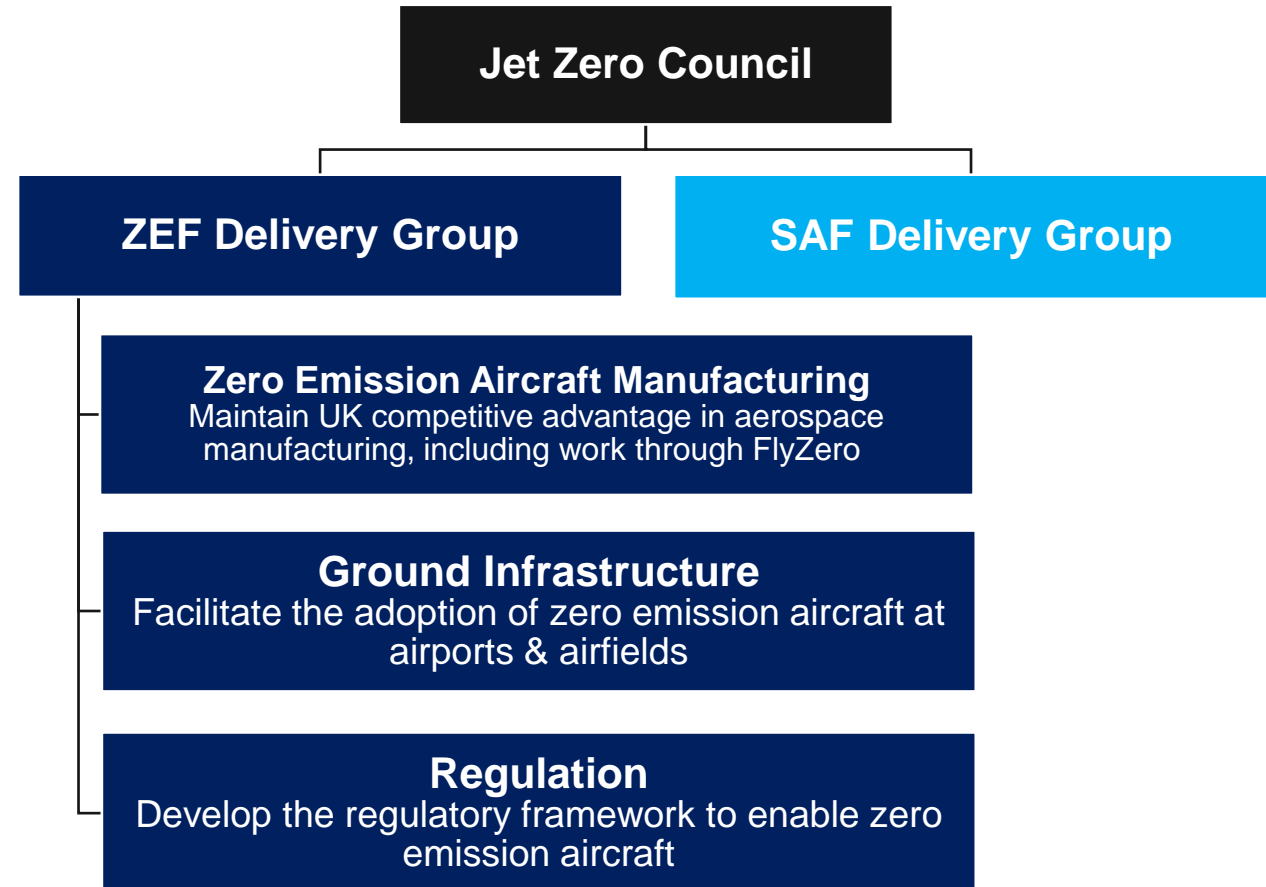 Jet Zero Council
ZEF Delivery Group
SAF Delivery Group
Zero Emission Aircraft Manufacturing
Maintain UK competitive advantage in aerospace
manufacturing, including work through FlyZero
Ground Infrastructure
Facilitate the adoption of zero emission aircraft at
airports & airfields
Regulation
Develop the regulatory framework to enable zero
emission aircraft